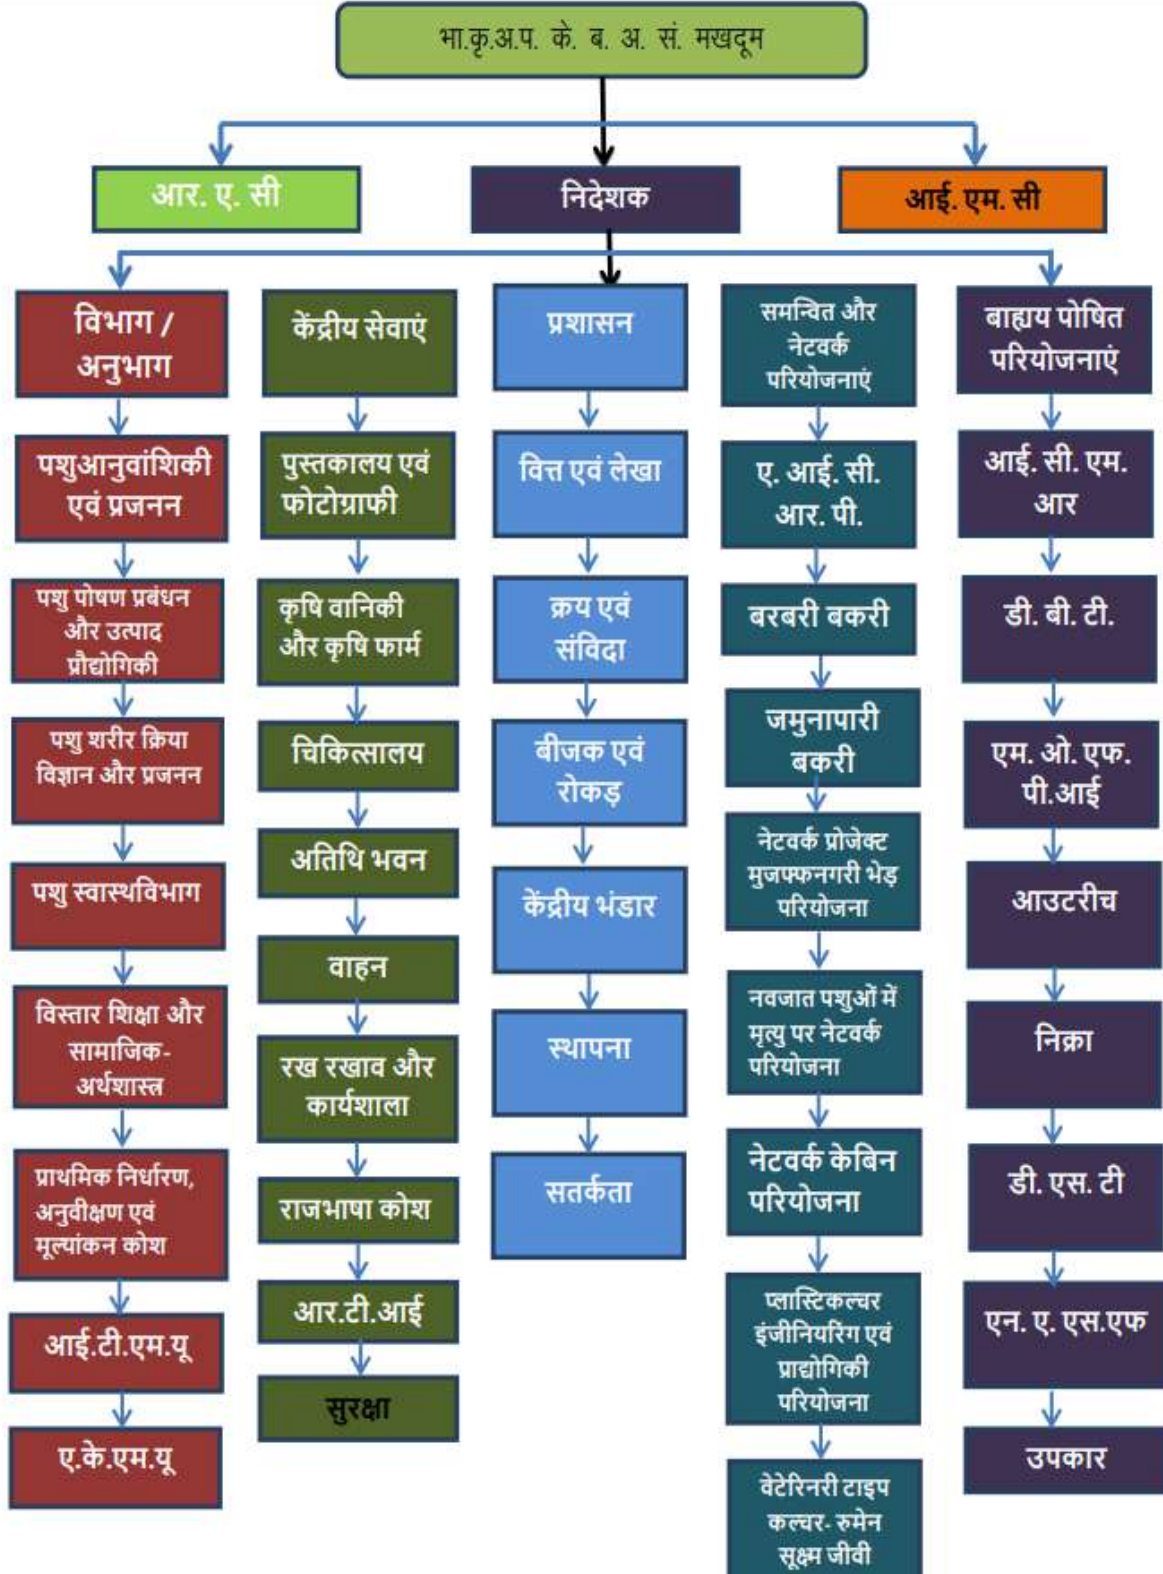 भा.कृ.अ.प. के. ब. अ. सं. मखदूम
आर. ए. सी
निदेशक
आई. एम. सी
विभाग /
अनुभाग
पशुआनुवांशिकी
एवं प्रजनन
पशु पोषण प्रबंधन
और उत्पाद
प्रौद्योगिकी
पशु शरीर क्रिया
विज्ञान और प्रजनन
पशु स्वास्थविभाग
विस्तार शिक्षा और
सामाजिक-
अर्थशास्त्र
प्राथमिक निर्धारण,
अनुवीक्षण एवं
मूल्यांकन कोश
आई.टी.एम.यू
ए.के.एम.यू
केंद्रीय सेवाएं
पुस्तकालय एवं
फोटोग्राफी
कृषि वानिकी
और कृषि फार्म
चिकित्सालय
अतिथि भवन
वाहन
रख रखाव और
कार्यशाला
राजभाषा कोश
आर.टी.आई
सुरक्षा
प्रशासन
वित्त एवं लेखा
क्रय एवं
संविदा
बीजक एवं
रोकड़
केंद्रीय भंडार
स्थापना
सतर्कता
समन्वित और
नेटवर्क
परियोजनाएं
ए. आई. सी.
आर. पी.
बरबरी बकरी
जमुनापारी
बकरी
नेटवर्क प्रोजेक्ट
मुजफ्फनगरी भेड़
परियोजना
नवजात पशुओं में
मृत्यु पर नेटवर्क
परियोजना
नेटवर्क केबिन
परियोजना
प्लास्टिकल्चर
इंजीनियरिंग एवं
प्राद्योगिकी
परियोजना
वेटेरिनरी टाइप
कल्चर- रुमेन
सूक्ष्म जीवी
बाह्यय पोषित
परियोजनाएं
आई. सी. एम.
आर
डी. बी. टी.
एम. ओ. एफ.
पी.आई
आउटरीच
निक्रा
डी. एस. टी
एन. ए. एस.एफ
उपकार